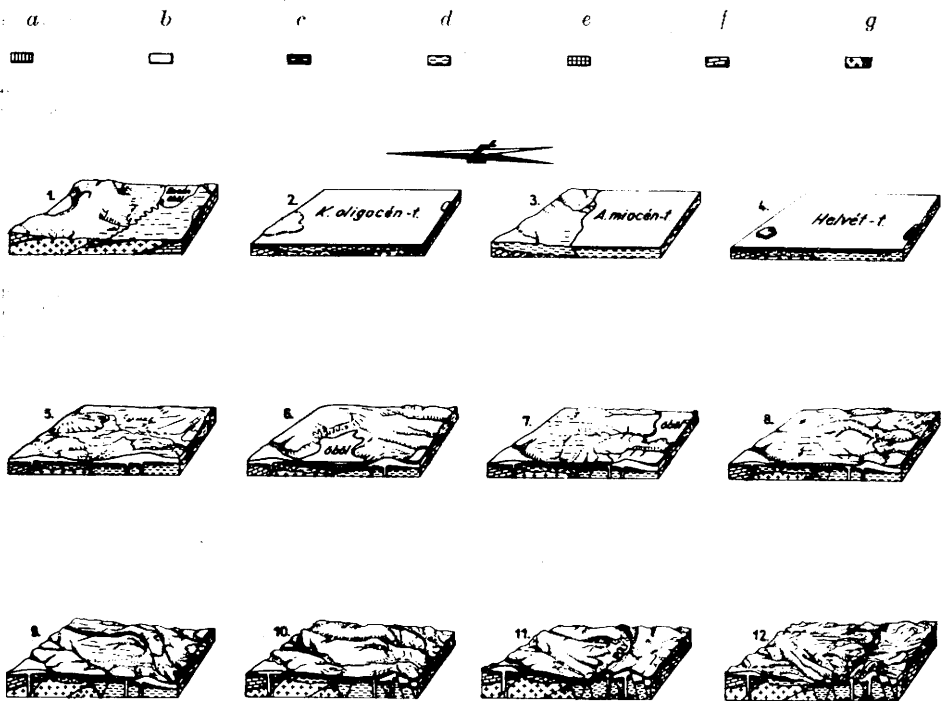 a b c d e f g
1. 2. K. oligocén-t. 3. A. miocén-t. 4. Helvét-t.
5. 6. öböl 7. öböl 8.
9. 10. 11. 12.